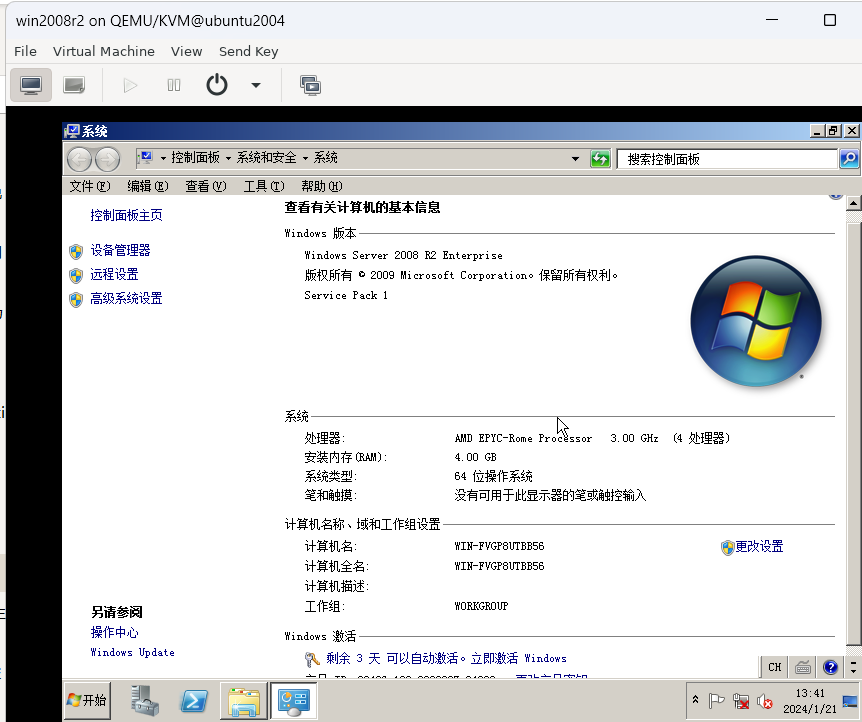 win2008r2 on QEMU/KVM@ubuntu2004
File Virtual Machine View Send Key
系统
控制面板 系统和安全 系统
搜索控制面板
文件(F) 编辑(E) 查看(V) 工具(T) 帮助(H)
控制面板主页
设备管理器
远程设置
高级系统设置
查看有关计算机的基本信息
Windows 版本
Windows Server 2008 R2 Enterprise
版权所有 © 2009 Microsoft Corporation。保留所有权利。
Service Pack 1
系统
处理器: AMD EPYC-Rome Processor 3.00 GHz (4 处理器)
安装内存(RAM): 4.00 GB
系统类型: 64 位操作系统
笔和触摸: 没有可用于此显示器的笔或触控输入
计算机名称、域和工作组设置
计算机名: WIN-FVGP8UTBB56
更改设置
计算机全名: WIN-FVGP8UTBB56
计算机描述:
工作组: WORKGROUP
Windows 激活
剩余 3 天 可以自动激活。立即激活 Windows
另请参阅
操作中心
Windows Update
CH
开始
13:41
2024/1/21